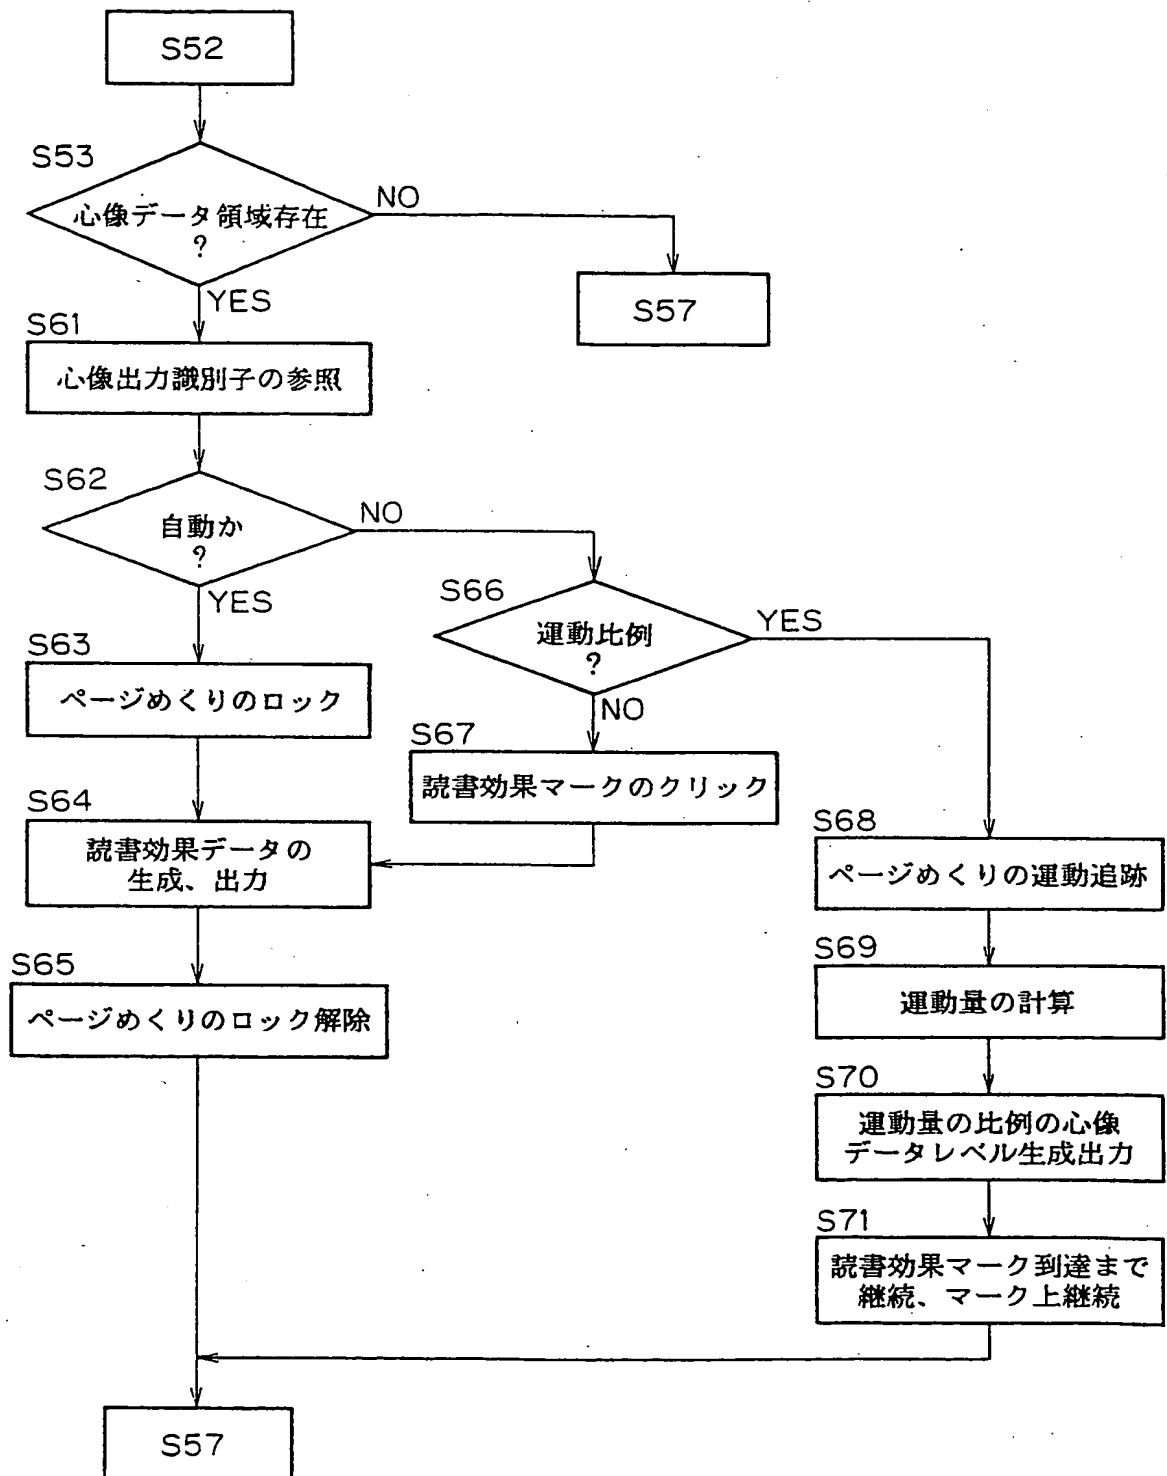 S52
S53
心像データ領域存在
?
NO
YES
S57
S61
心像出力識別子の参照
S62
自動か
?
NO
YES
S66
運動比例
?
YES
NO
S63
ページめくりのロック
S67
読書効果マークのクリック
S64
読書効果データの
生成、出力
S68
ページめくりの運動追跡
S65
ページめくりのロック解除
S69
運動量の計算
S70
運動量の比例の心像
データレベル生成出力
S71
読書効果マーク到達まで
継続、マーク上継続
S57